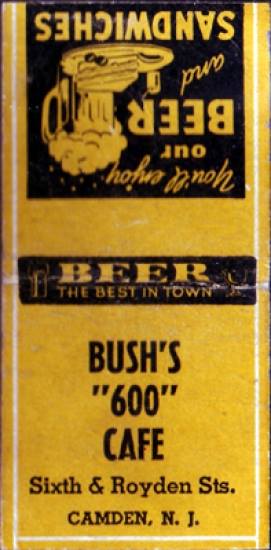 You'll enjoy
our
BEER
and
SANDWICHES
BEER
THE BEST IN TOWN
BUSH'S
"600"
CAFE
Sixth & Royden Sts.
CAMDEN, N. J.